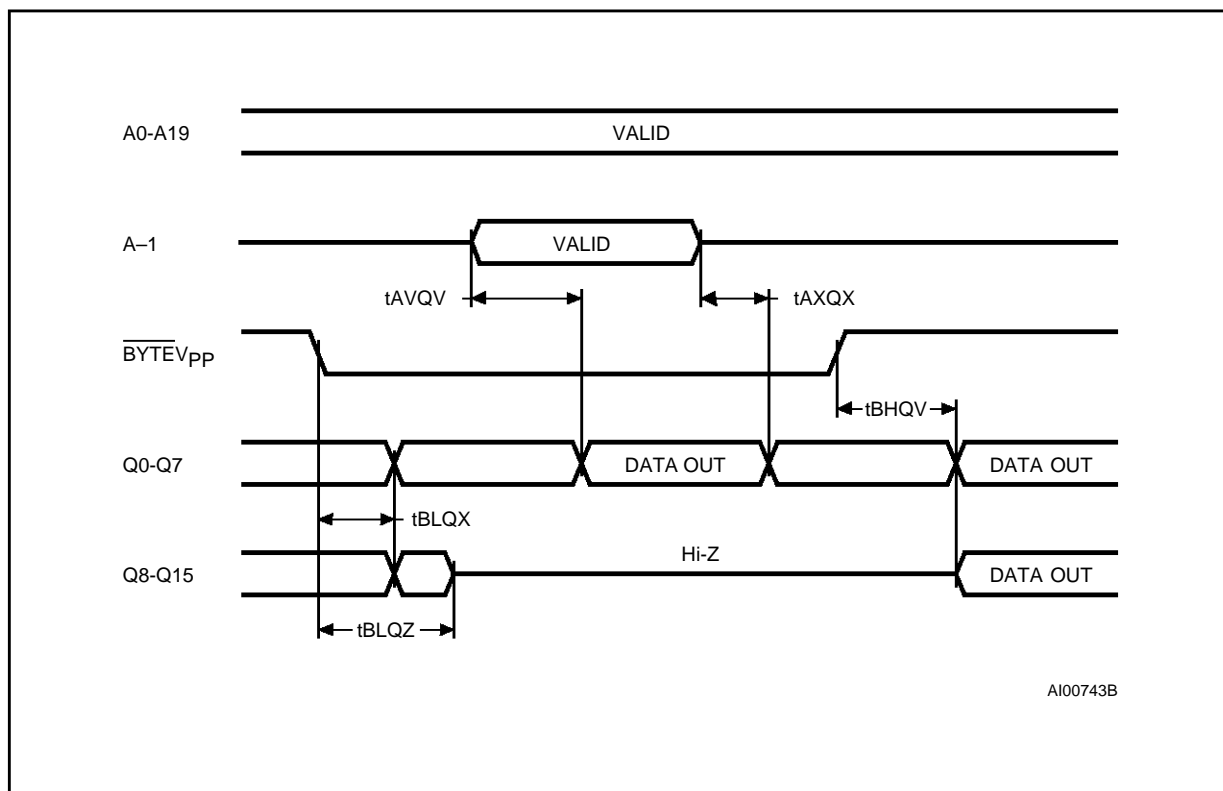 A0-A19 VALID
A–1 VALID
tAVQV tAXQX
BYTEVPP
tBHQV
Q0-Q7 DATA OUT DATA OUT
tBLQX
Hi-Z
Q8-Q15 DATA OUT
tBLQZ
AI00743B